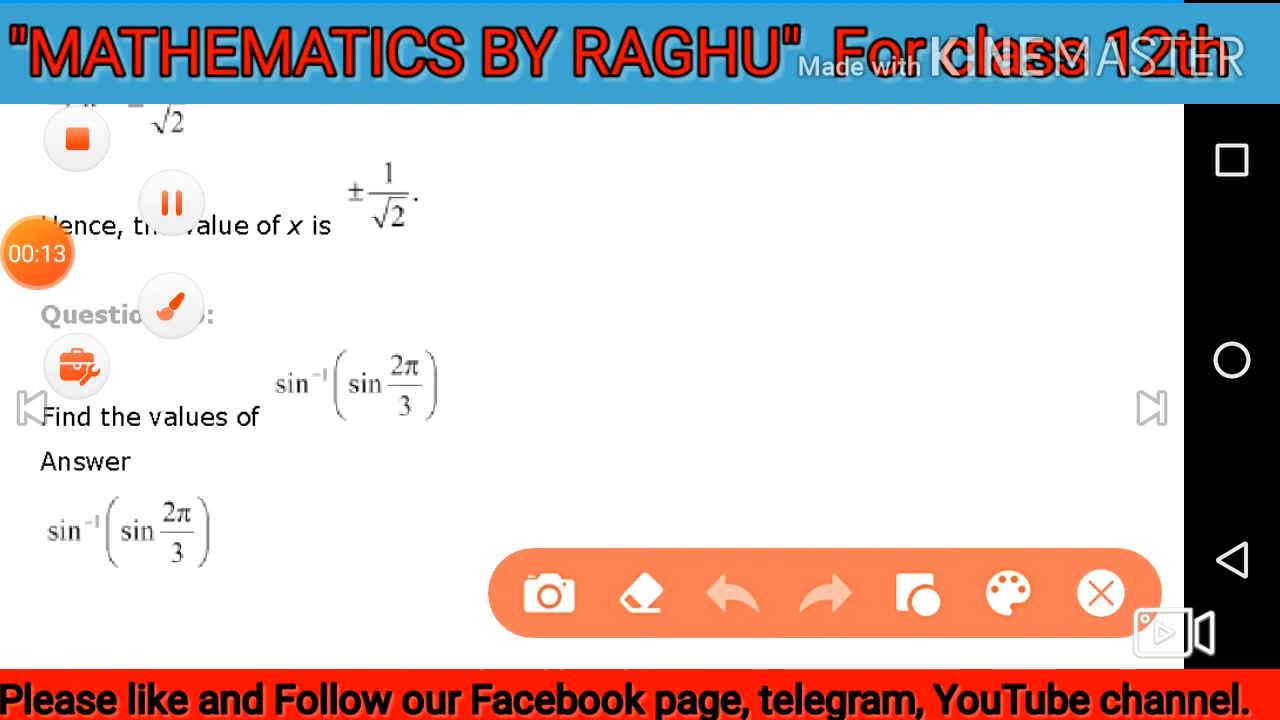 "MATHEMATICS BY RAGHU" For class 12th
Made with KINEMASTER
√2
Hence, the value of x is ± 1/√2.
00:13
Find the values of sin⁻¹(sin 2π/3)
Answer
sin⁻¹(sin 2π/3)
Please like and Follow our Facebook page, telegram, YouTube channel.